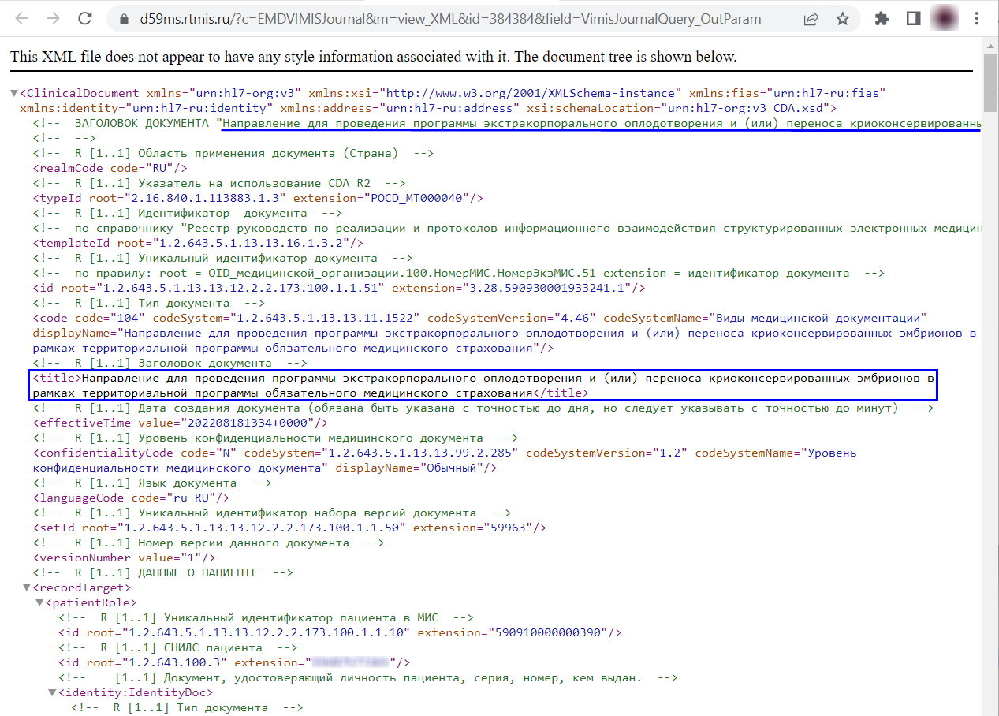 d59ms.rtmis.ru/?c=EMDVIMISJournal&m=view_XML&id=384384&field=VimisJournalQuery_OutParam
This XML file does not appear to have any style information associated with it. The document tree is shown below.
▼<ClinicalDocument xmlns="urn:hl7-org:v3" xmlns:xsi="http://www.w3.org/2001/XMLSchema-instance" xmlns:fias="urn:hl7-ru:fias"
xmlns:identity="urn:hl7-ru:identity" xmlns:address="urn:hl7-ru:address" xsi:schemaLocation="urn:hl7-org:v3 CDA.xsd">
<!-- ЗАГОЛОВОК ДОКУМЕНТА "Направление для проведения программы экстракорпорального оплодотворения и (или) переноса криоконсервированны
<!-- -->
<!-- R [1..1] Область применения документа (Страна) -->
<realmCode code="RU"/>
<!-- R [1..1] Указатель на использование CDA R2 -->
<typeId root="2.16.840.1.113883.1.3" extension="POCD_MT000040"/>
<!-- R [1..1] Идентификатор документа -->
<!-- по справочнику "Реестр руководств по реализации и протоколов информационного взаимодействия структурированных электронных медицин
<templateId root="1.2.643.5.1.13.13.16.1.3.2"/>
<!-- R [1..1] Уникальный идентификатор документа -->
<!-- по правилу: root = OID_медицинской_организации.100.НомерМИС.НомерЭкзМИС.51 extension = идентификатор документа -->
<id root="1.2.643.5.1.13.13.12.2.2.173.100.1.1.51" extension="3.28.590930001933241.1"/>
<!-- R [1..1] Тип документа -->
<code code="104" codeSystem="1.2.643.5.1.13.13.11.1522" codeSystemVersion="4.46" codeSystemName="Виды медицинской документации"
displayName="Направление для проведения программы экстракорпорального оплодотворения и (или) переноса криоконсервированных эмбрионов в
рамках территориальной программы обязательного медицинского страхования"/>
<!-- R [1..1] Заголовок документа -->
<title>Направление для проведения программы экстракорпорального оплодотворения и (или) переноса криоконсервированных эмбрионов в
рамках территориальной программы обязательного медицинского страхования</title>
<!-- R [1..1] Дата создания документа (обязана быть указана с точностью до дня, но следует указывать с точностью до минут) -->
<effectiveTime value="202208181334+0000"/>
<!-- R [1..1] Уровень конфиденциальности медицинского документа -->
<confidentialityCode code="N" codeSystem="1.2.643.5.1.13.13.99.2.285" codeSystemVersion="1.2" codeSystemName="Уровень
конфиденциальности медицинского документа" displayName="Обычный"/>
<!-- R [1..1] Язык документа -->
<languageCode code="ru-RU"/>
<!-- R [1..1] Уникальный идентификатор набора версий документа -->
<setId root="1.2.643.5.1.13.13.12.2.2.173.100.1.1.50" extension="59963"/>
<!-- R [1..1] Номер версии данного документа -->
<versionNumber value="1"/>
<!-- R [1..1] ДАННЫЕ О ПАЦИЕНТЕ -->
▼<recordTarget>
▼<patientRole>
<!-- R [1..1] Уникальный идентификатор пациента в МИС -->
<id root="1.2.643.5.1.13.13.12.2.2.173.100.1.1.10" extension="590910000000390"/>
<!-- R [1..1] СНИЛС пациента -->
<id root="1.2.643.100.3" extension=" "/>
<!-- [1..1] Документ, удостоверяющий личность пациента, серия, номер, кем выдан. -->
▼<identity:IdentityDoc>
<!-- R [1..1] Тип документа -->